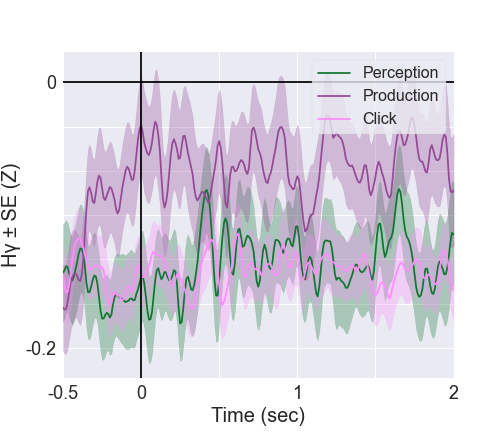 Perception
Production
Click
0
-0.2
Hγ ± SE (Z)
-0.5
0
1
2
Time (sec)